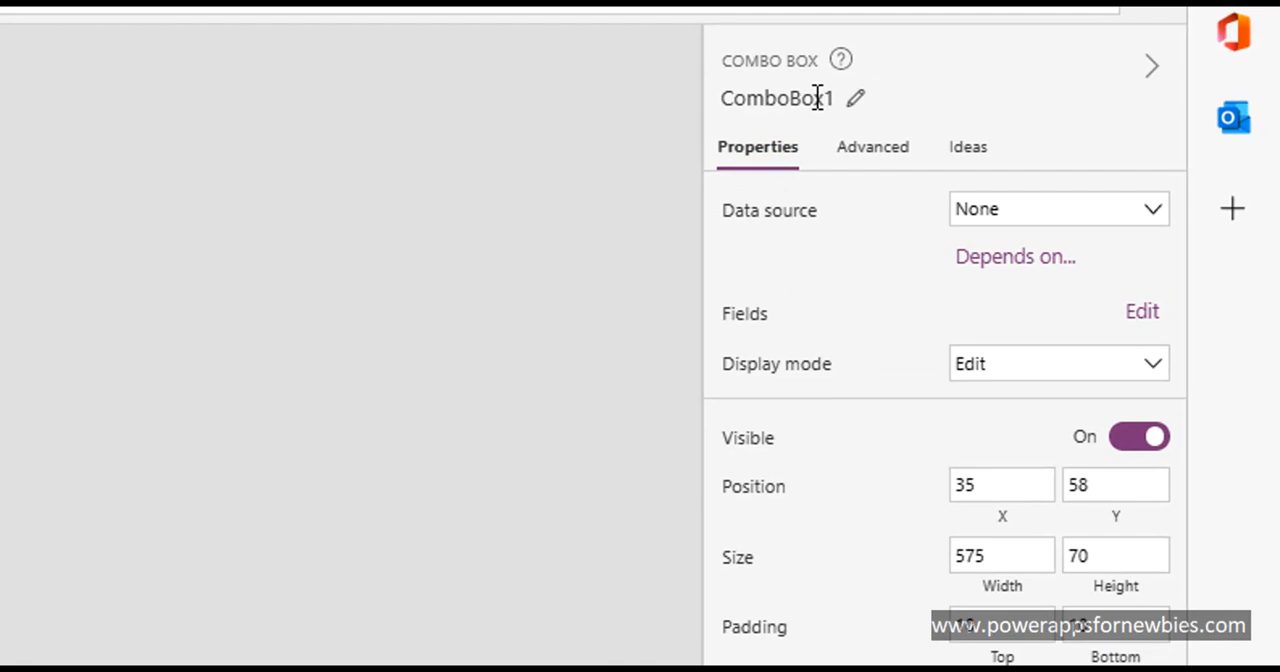 COMBO BOX ?
ComboBox1
Properties Advanced Ideas
Data source None
Depends on...
Fields Edit
Display mode Edit
Visible On
Position 35 58
X Y
Size 575 70
Width Height
Padding
www.powerappsfornewbies.com
Top Bottom